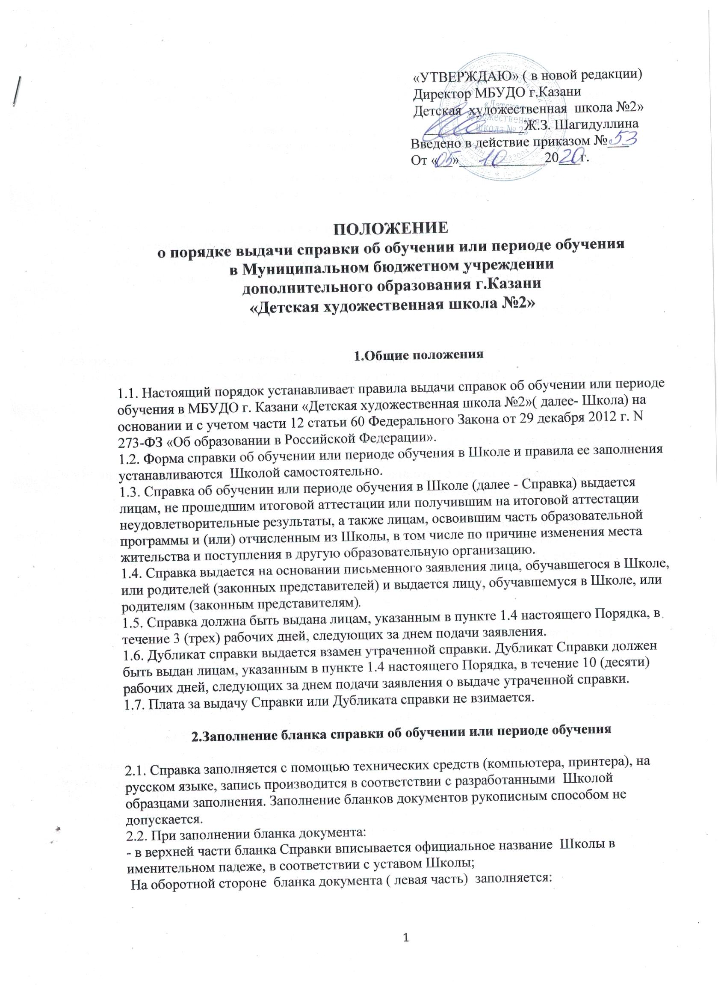 «УТВЕРЖДАЮ» ( в новой редакции)
Директор МБУДО г.Казани
Детская художественная школа №2»
Ж.З. Шагидуллина
Введено в действие приказом № 53
От «05» 10 2020 г.
«Детская
художественная
школа № 2»
ПОЛОЖЕНИЕ
о порядке выдачи справки об обучении или периоде обучения
в Муниципальном бюджетном учреждении
дополнительного образования г.Казани
«Детская художественная школа №2»
1.Общие положения
1.1. Настоящий порядок устанавливает правила выдачи справок об обучении или периоде
обучения в МБУДО г. Казани «Детская художественная школа №2»( далее- Школа) на
основании и с учетом части 12 статьи 60 Федерального Закона от 29 декабря 2012 г. N
273-ФЗ «Об образовании в Российской Федерации».
1.2. Форма справки об обучении или периоде обучения в Школе и правила ее заполнения
устанавливаются Школой самостоятельно.
1.3. Справка об обучении или периоде обучения в Школе (далее - Справка) выдается
лицам, не прошедшим итоговой аттестации или получившим на итоговой аттестации
неудовлетворительные результаты, а также лицам, освоившим часть образовательной
программы и (или) отчисленным из Школы, в том числе по причине изменения места
жительства и поступления в другую образовательную организацию.
1.4. Справка выдается на основании письменного заявления лица, обучавшегося в Школе,
или родителей (законных представителей) и выдается лицу, обучавшемуся в Школе, или
родителям (законным представителям).
1.5. Справка должна быть выдана лицам, указанным в пункте 1.4 настоящего Порядка, в
течение 3 (трех) рабочих дней, следующих за днем подачи заявления.
1.6. Дубликат справки выдается взамен утраченной справки. Дубликат Справки должен
быть выдан лицам, указанным в пункте 1.4 настоящего Порядка, в течение 10 (десяти)
рабочих дней, следующих за днем подачи заявления о выдаче утраченной справки.
1.7. Плата за выдачу Справки или Дубликата справки не взимается.
2.Заполнение бланка справки об обучении или периоде обучения
2.1. Справка заполняется с помощью технических средств (компьютера, принтера), на
русском языке, запись производится в соответствии с разработанными Школой
образцами заполнения. Заполнение бланков документов рукописным способом не
допускается.
2.2. При заполнении бланка документа:
- в верхней части бланка Справки вписывается официальное название Школы в
именительном падеже, в соответствии с уставом Школы;
На оборотной стороне бланка документа ( левая часть) заполняется:
1